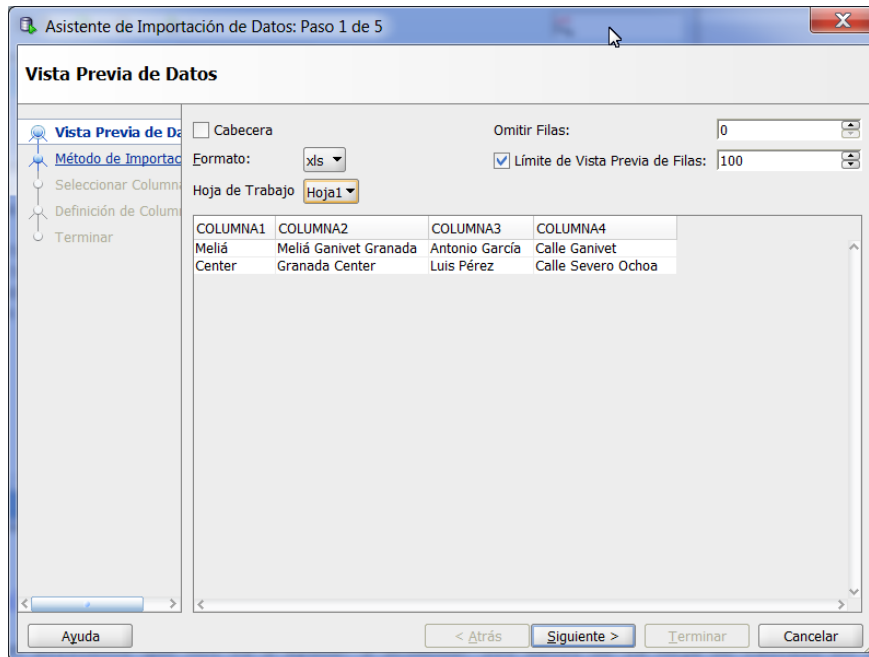 Asistente de Importación de Datos: Paso 1 de 5
Vista Previa de Datos
Vista Previa de Da
Método de Importac
Seleccionar Column
Definición de Colum
Terminar
Cabecera
Omitir Filas: 0
Formato: xls
Límite de Vista Previa de Filas: 100
Hoja de Trabajo Hoja1
COLUMNA1 COLUMNA2 COLUMNA3 COLUMNA4
Meliá Meliá Ganivet Granada Antonio García Calle Ganivet
Center Granada Center Luis Pérez Calle Severo Ochoa
Ayuda < Atrás Siguiente > Terminar Cancelar